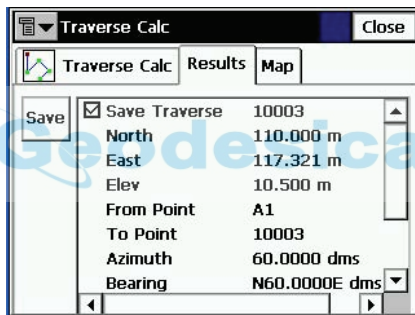 Traverse Calc Close
Traverse Calc Results Map
Save
Save Traverse 10003
North 110.000 m
East 117.321 m
Elev 10.500 m
From Point A1
To Point 10003
Azimuth 60.0000 dms
Bearing N60.0000E dms
Geodesical